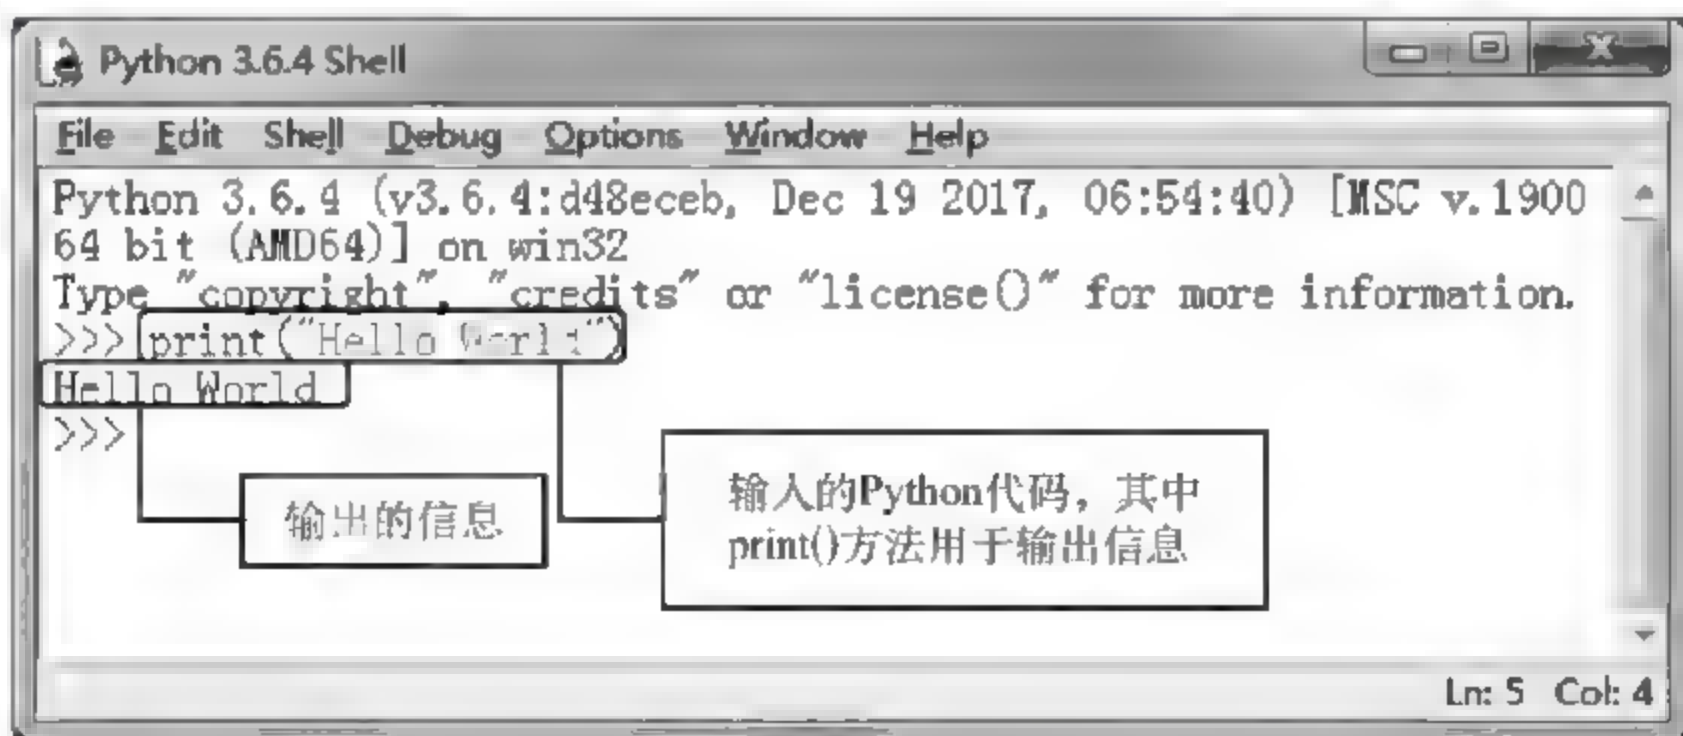 Python 3.6.4 Shell
File Edit Shell Debug Options Window Help
Python 3.6.4 (v3.6.4:d48eceb, Dec 19 2017, 06:54:40) [MSC v.1900
64 bit (AMD64)] on win32
Type "copyright", "credits" or "license()" for more information.
>>> print("Hello World")
Hello World
>>>
输出的信息
输入的Python代码，其中
print()方法用于输出信息
Ln: 5 Col: 4